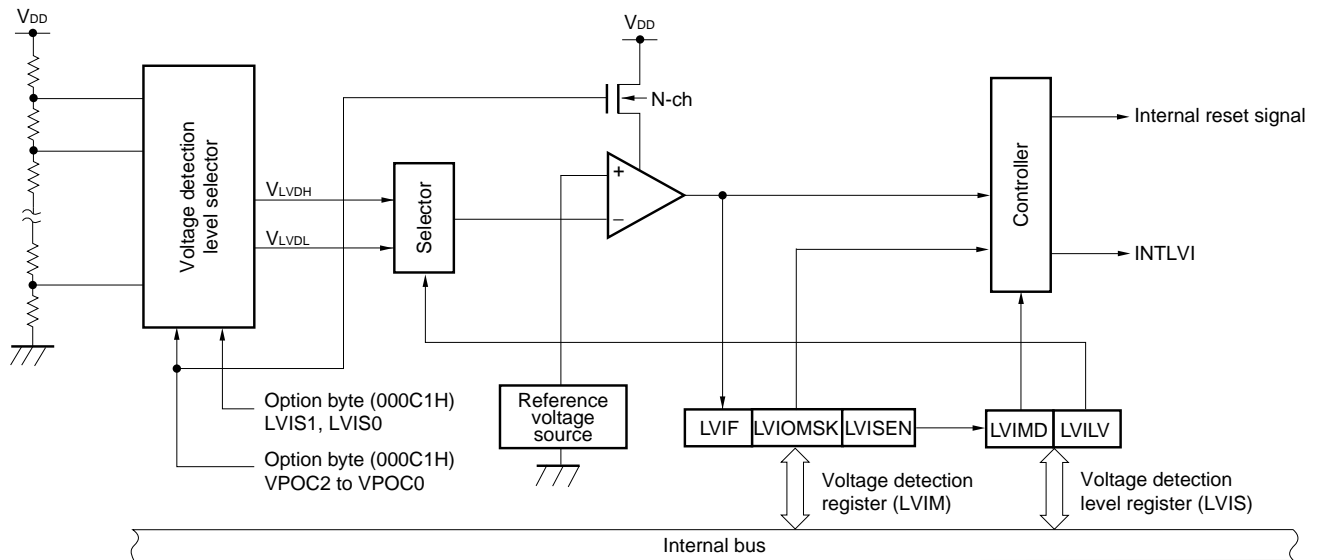 VDD
VDD
N-ch
Voltage detection
level selector
VLVDH
VLVDL
Selector
+
−
Controller
Internal reset signal
INTLVI
Option byte (000C1H)
LVIS1, LVIS0
Option byte (000C1H)
VPOC2 to VPOC0
Reference
voltage
source
LVIF
LVIOMSK
LVISEN
LVIMD
LVILV
Voltage detection
register (LVIM)
Voltage detection
level register (LVIS)
Internal bus